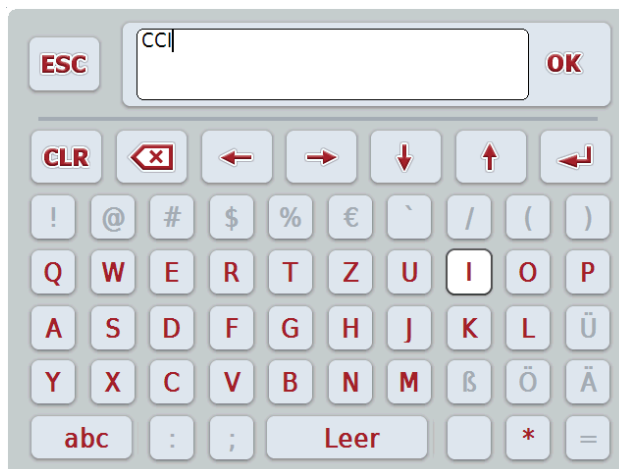 ESC CCI OK
CLR
! @ # $ % € ` / ( )
Q W E R T Z U I O P
A S D F G H J K L Ü
Y X C V B N M ß Ö Ä
abc : ; Leer * =